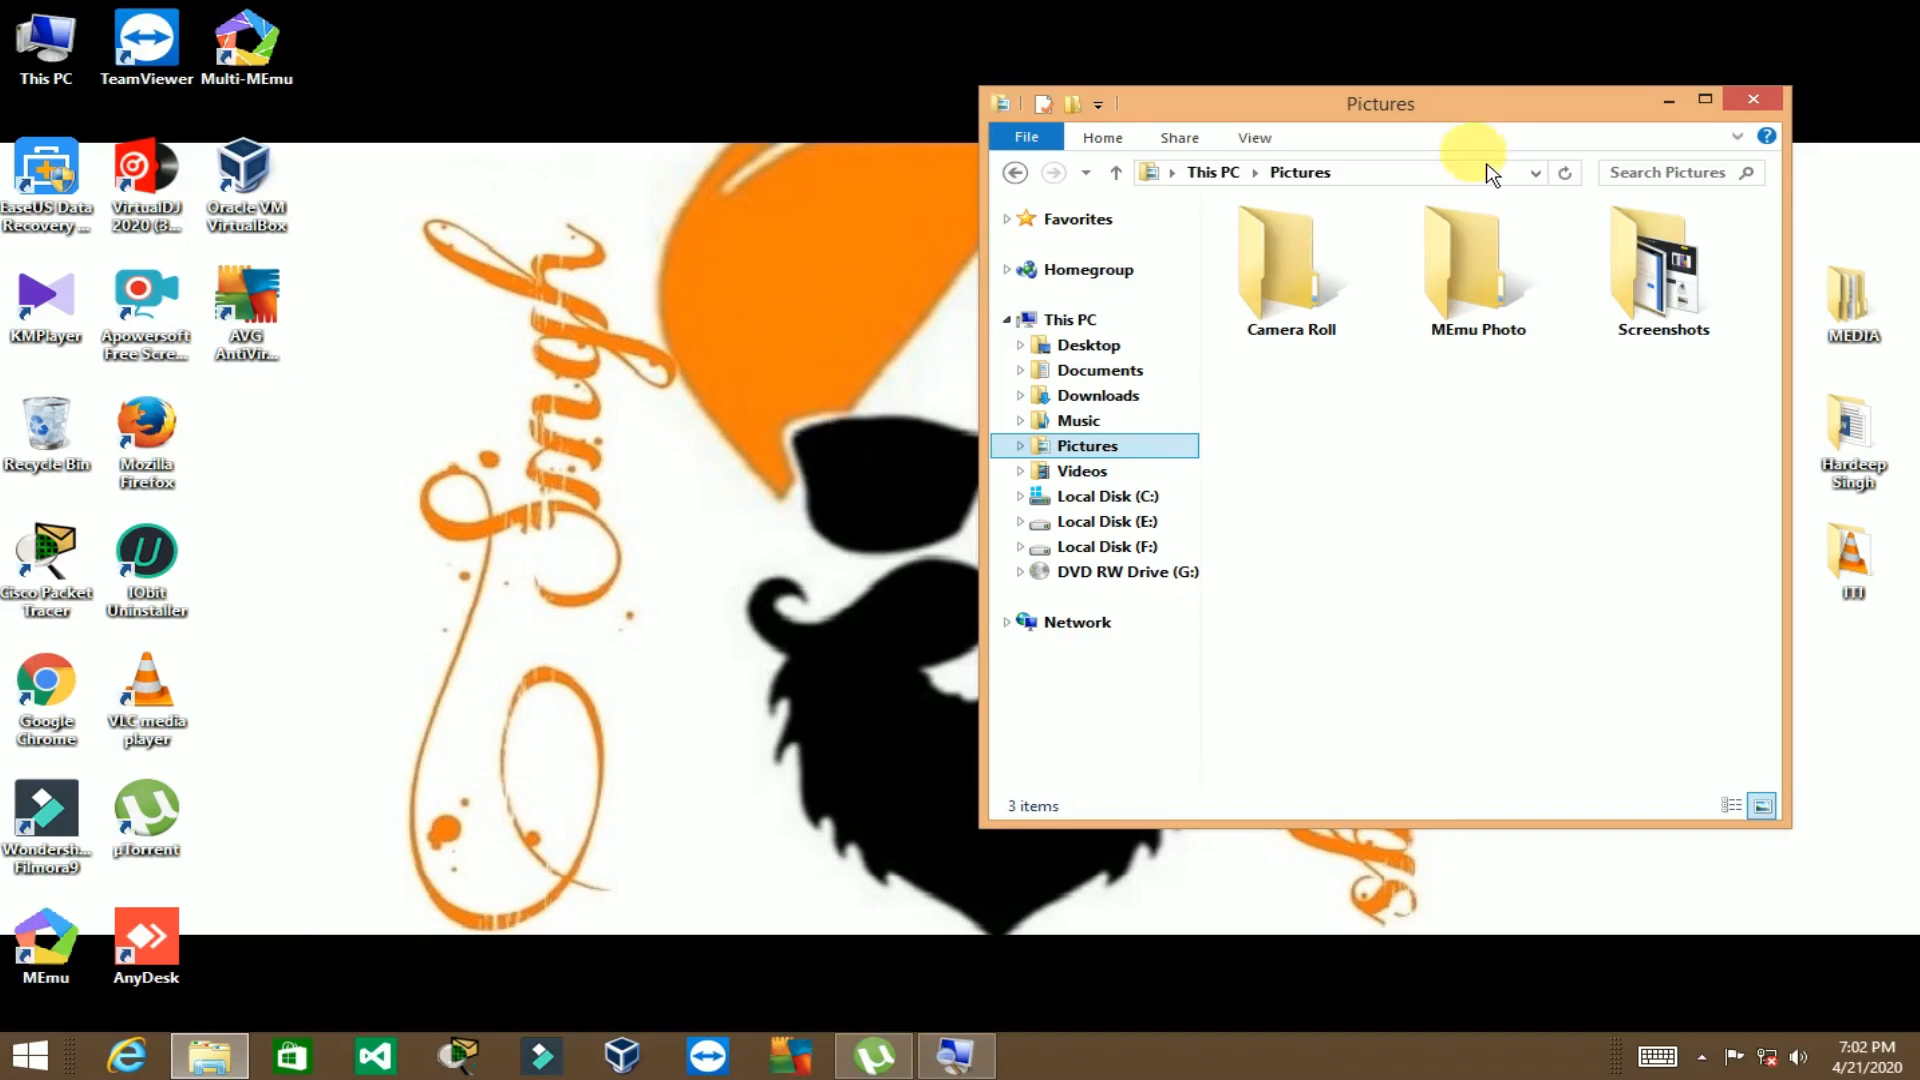 This PC
TeamViewer
Multi-MEmu
EaseUS Data
Recovery ...
VirtualDJ
2020 (3...
Oracle VM
VirtualBox
KMPlayer
Apowersoft
Free Scre...
AVG
AntiVir...
Recycle Bin
Mozilla
Firefox
Cisco Packet
Tracer
IObit
Uninstaller
Google
Chrome
VLC media
player
Wondersh...
Filmora9
µTorrent
MEmu
AnyDesk
Singh
Pictures
File
Home
Share
View
This PC
Pictures
Search Pictures
Favorites
Homegroup
This PC
Desktop
Documents
Downloads
Music
Pictures
Videos
Local Disk (C:)
Local Disk (E:)
Local Disk (F:)
DVD RW Drive (G:)
Network
Camera Roll
MEmu Photo
Screenshots
3 items
MEDIA
Hardeep
Singh
ITI
7:02 PM
4/21/2020